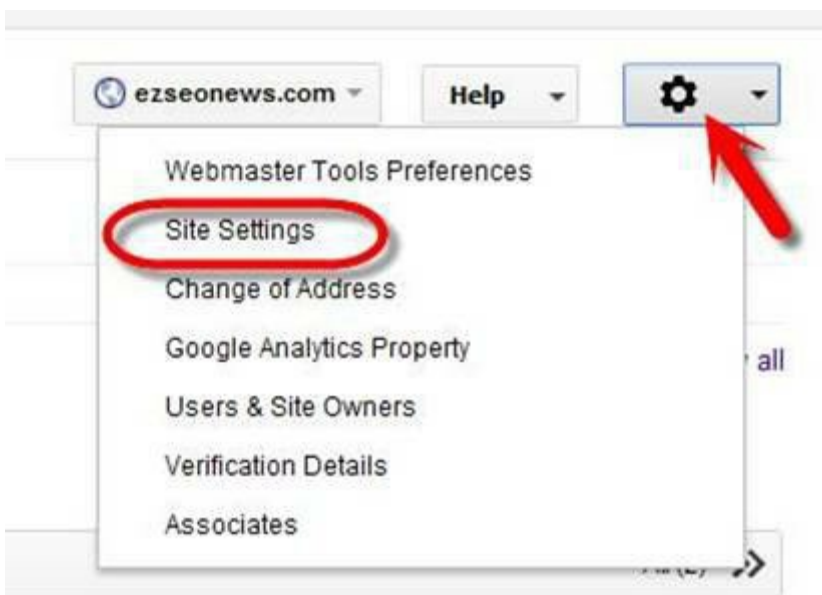 ezseonews.com
Help
Webmaster Tools Preferences
Site Settings
Change of Address
Google Analytics Property
all
Users & Site Owners
Verification Details
Associates